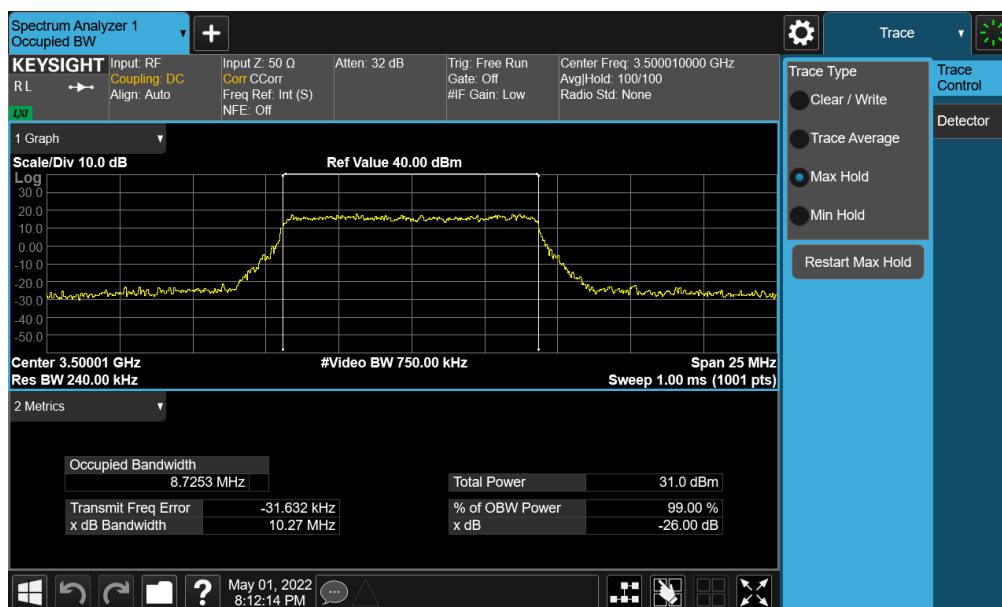 Spectrum Analyzer 1
Occupied BW
▼
+
Trace
▼
KEYSIGHT
R L
LXI
Input: RF
Coupling: DC
Align: Auto
Input Z: 50 Ω
Corr CCorr
Freq Ref: Int (S)
NFE: Off
Atten: 32 dB
Trig: Free Run
Gate: Off
#IF Gain: Low
Center Freq: 3.500010000 GHz
Avg|Hold: 100/100
Radio Std: None
1 Graph ▼
Scale/Div 10.0 dB
Ref Value 40.00 dBm
Log
30.0
20.0
10.0
0.00
-10.0
-20.0
-30.0
-40.0
-50.0
Center 3.50001 GHz
#Video BW 750.00 kHz
Span 25 MHz
Res BW 240.00 kHz
Sweep 1.00 ms (1001 pts)
2 Metrics ▼
Occupied Bandwidth
8.7253 MHz
Total Power 31.0 dBm
Transmit Freq Error -31.632 kHz
% of OBW Power 99.00 %
x dB Bandwidth 10.27 MHz
x dB -26.00 dB
Trace Type
Clear / Write
Trace Average
Max Hold
Min Hold
Restart Max Hold
Trace
Control
Detector
?
May 01, 2022
8:12:14 PM